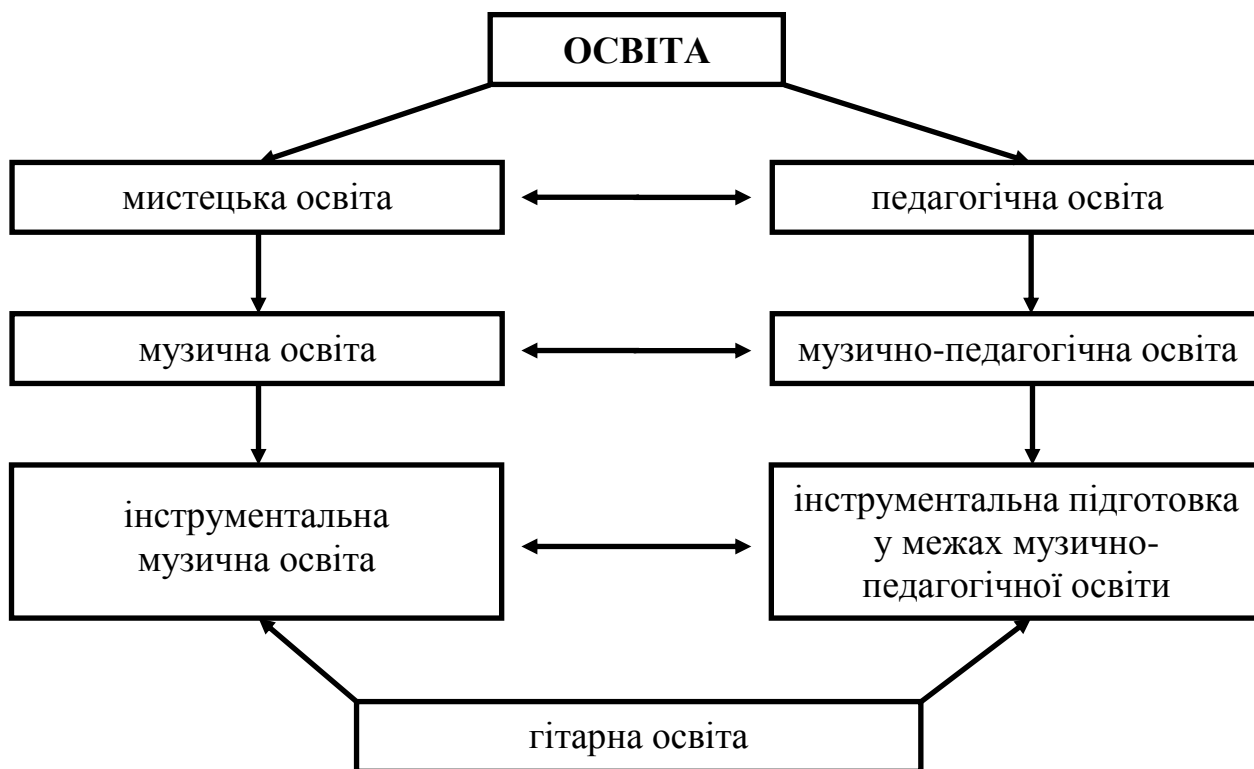 ОСВІТА
мистецька освіта
педагогічна освіта
музична освіта
музично-педагогічна освіта
інструментальна
музична освіта
інструментальна підготовка
у межах музично-
педагогічної освіти
гітарна освіта